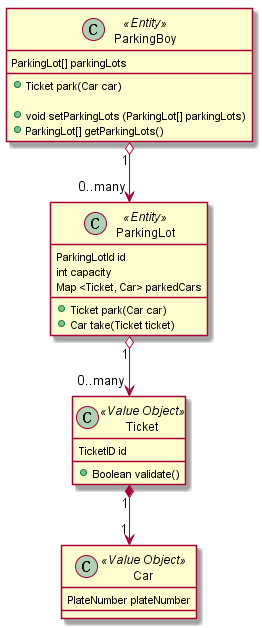 C
«Entity»
ParkingBoy
ParkingLot[] parkingLots
Ticket park(Car car)
void setParkingLots (ParkingLot[] parkingLots)
ParkingLot[] getParkingLots()
1
0..many
C
«Entity»
ParkingLot
ParkingLotId id
int capacity
Map <Ticket, Car> parkedCars
Ticket park(Car car)
Car take(Ticket ticket)
1
0..many
C
«Value Object»
Ticket
TicketID id
Boolean validate()
1
1
C
«Value Object»
Car
PlateNumber plateNumber